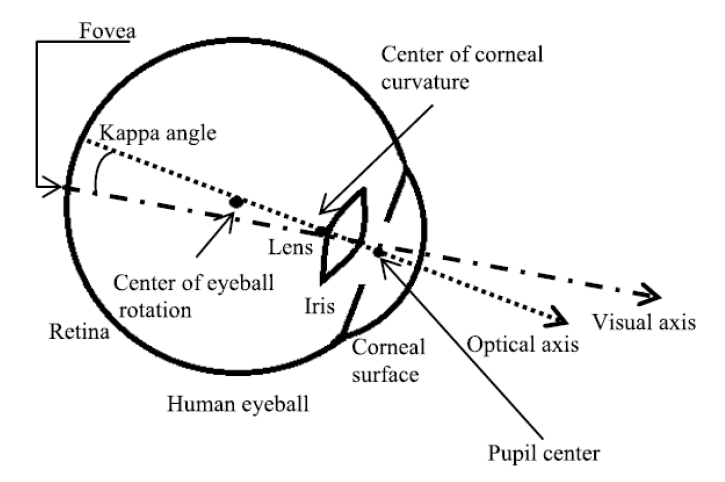 Fovea
Center of corneal
curvature
Kappa angle
Lens
Center of eyeball
rotation
Iris
Retina
Visual axis
Optical axis
Corneal
surface
Human eyeball
Pupil center